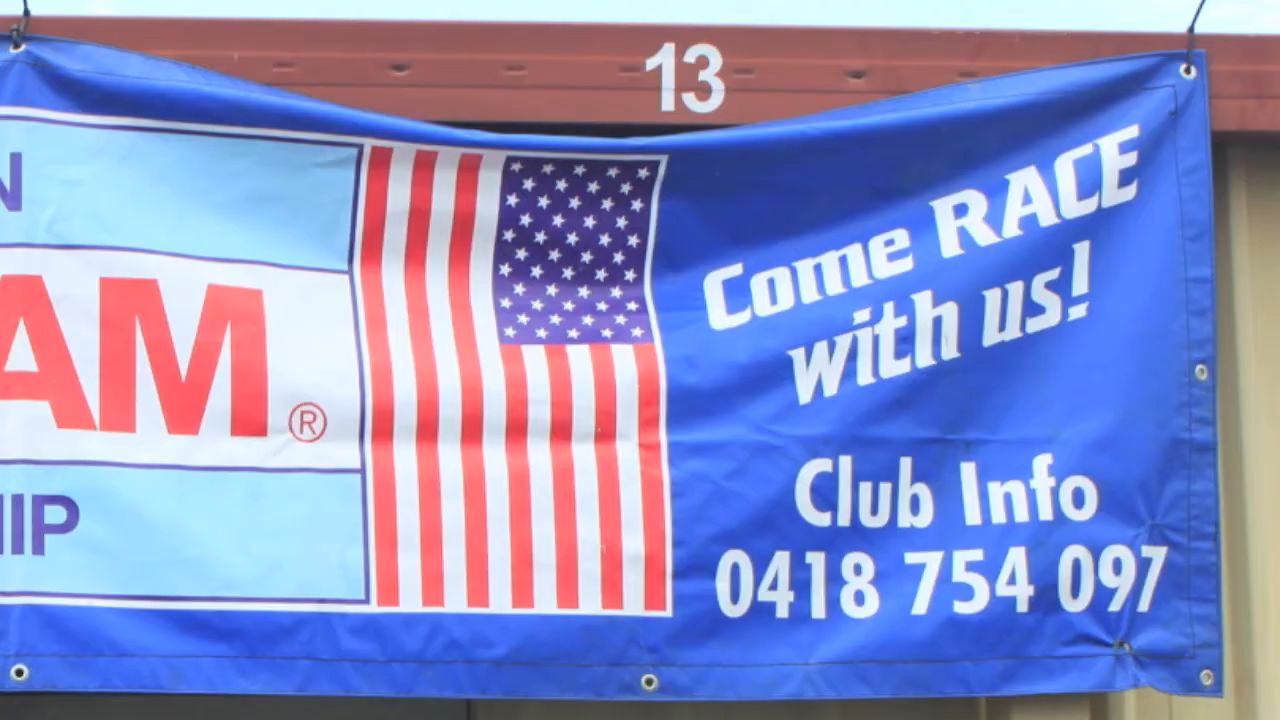 13
N
AM®
HIP
Come RACE
with us!
Club Info
0418 754 097